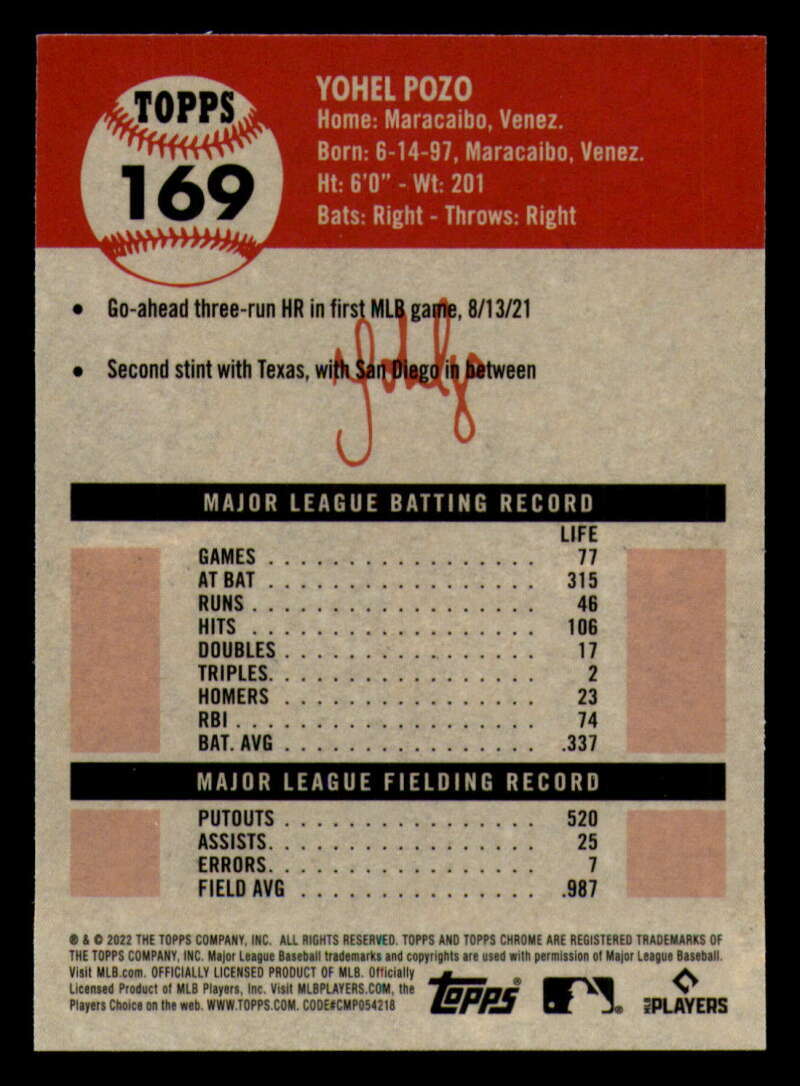 TOPPS
169
YOHEL POZO
Home: Maracaibo, Venez.
Born: 6-14-97, Maracaibo, Venez.
Ht: 6'0" - Wt: 201
Bats: Right - Throws: Right
• Go-ahead three-run HR in first MLB game, 8/13/21
• Second stint with Texas, with San Diego in between
Yohel P
MAJOR LEAGUE BATTING RECORD
LIFE
GAMES . . . . . . . . . . . . . . . . . 77
AT BAT . . . . . . . . . . . . . . . . . 315
RUNS . . . . . . . . . . . . . . . . . . 46
HITS . . . . . . . . . . . . . . . . . . 106
DOUBLES . . . . . . . . . . . . . . . . 17
TRIPLES. . . . . . . . . . . . . . . . . 2
HOMERS . . . . . . . . . . . . . . . . 23
RBI . . . . . . . . . . . . . . . . . . . 74
BAT. AVG . . . . . . . . . . . . . . . . .337
MAJOR LEAGUE FIELDING RECORD
PUTOUTS . . . . . . . . . . . . . . . . 520
ASSISTS. . . . . . . . . . . . . . . . . 25
ERRORS. . . . . . . . . . . . . . . . . 7
FIELD AVG . . . . . . . . . . . . . . . .987
® & © 2022 THE TOPPS COMPANY, INC. ALL RIGHTS RESERVED. TOPPS AND TOPPS CHROME ARE REGISTERED TRADEMARKS OF
THE TOPPS COMPANY, INC. Major League Baseball trademarks and copyrights are used with permission of Major League Baseball.
Visit MLB.com. OFFICIALLY LICENSED PRODUCT OF MLB. Officially
Licensed Product of MLB Players, Inc. Visit MLBPLAYERS.COM, the
Players Choice on the web. WWW.TOPPS.COM. CODE#CMP054218
TOPPS®
MLB PLAYERS